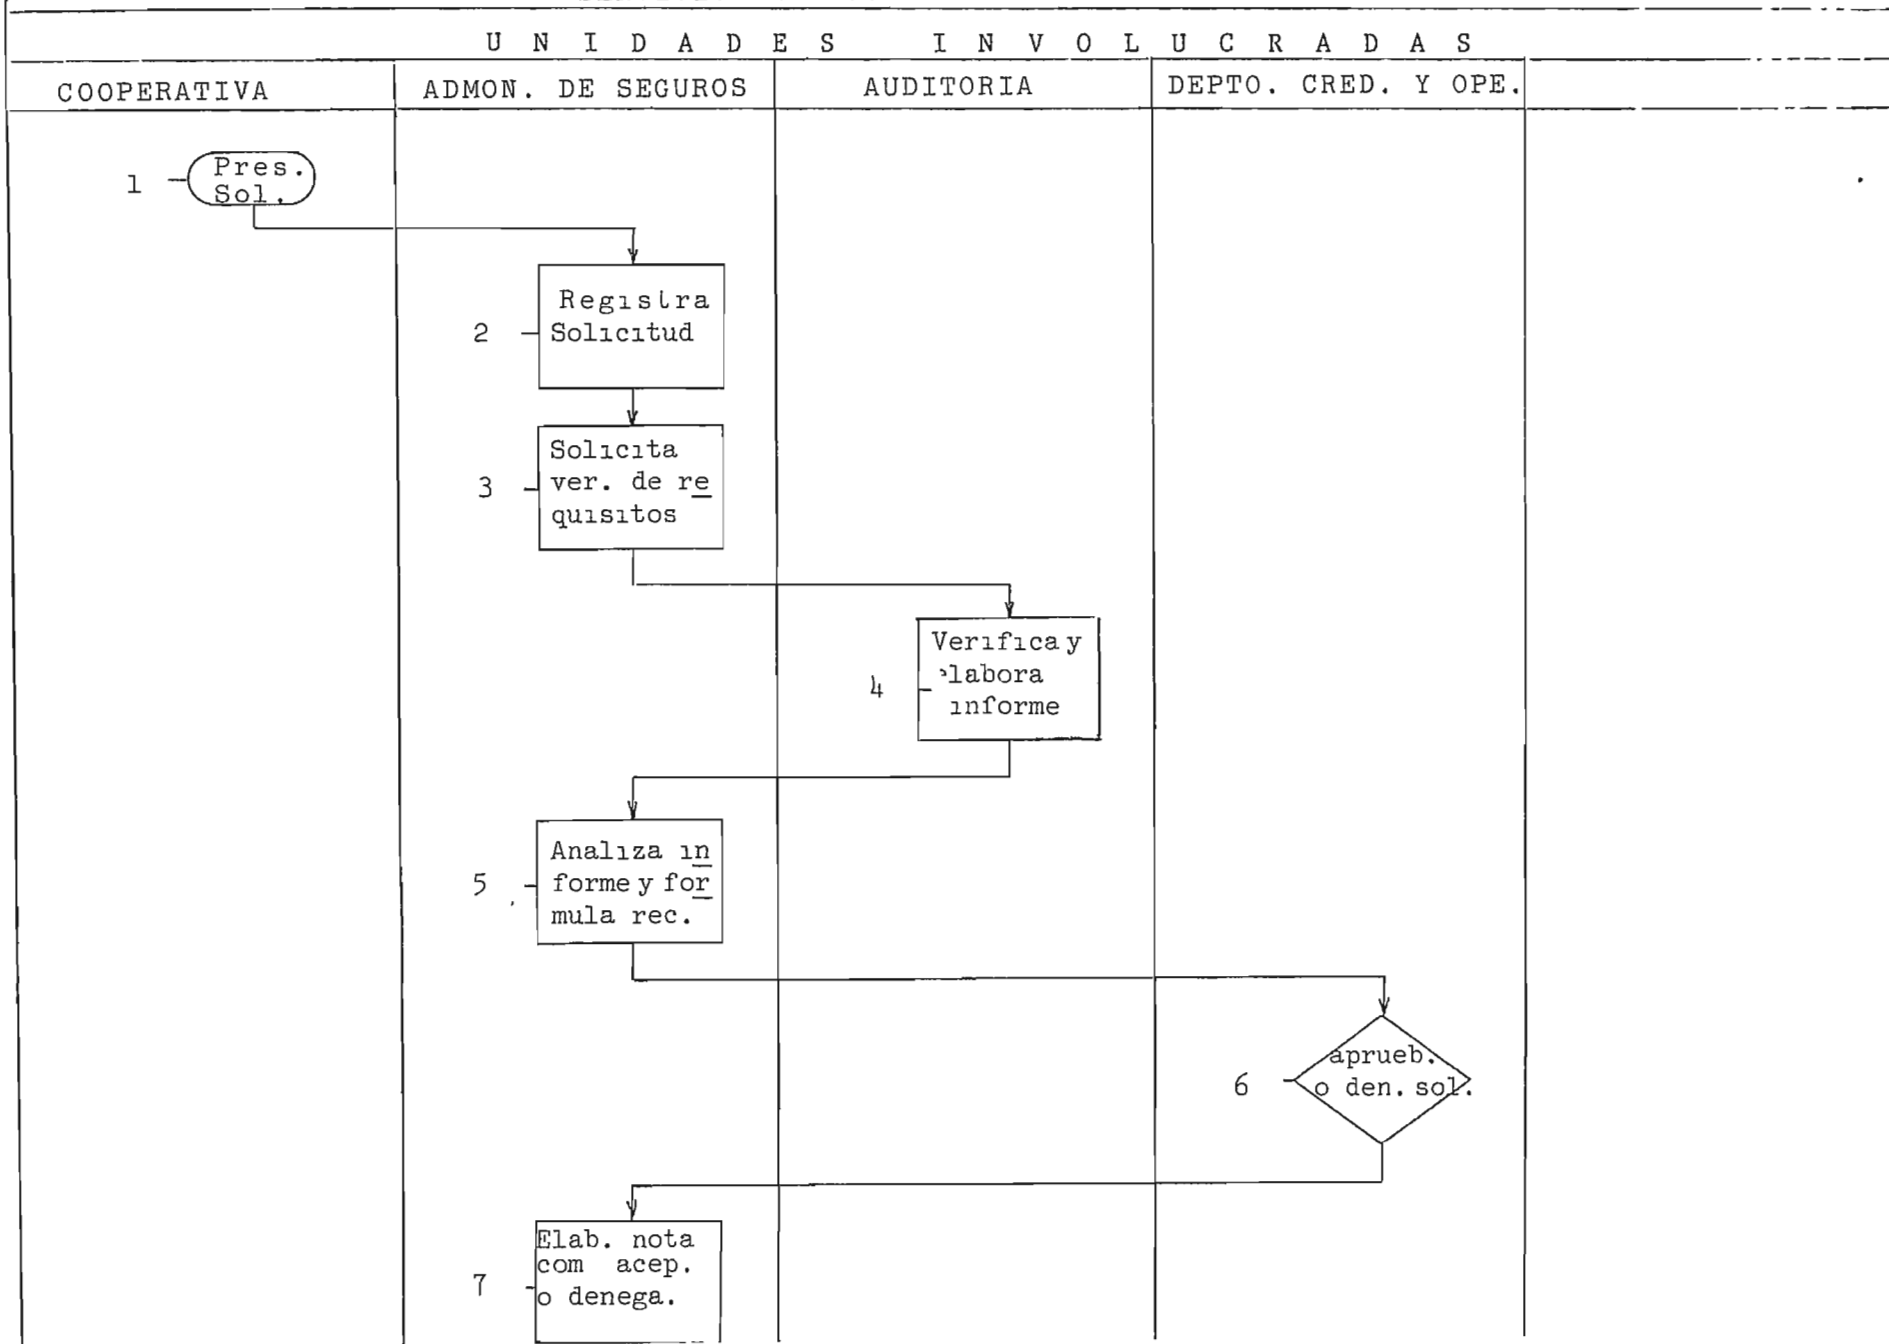 U N I D A D E S I N V O L U C R A D A S
COOPERATIVA ADMON. DE SEGUROS AUDITORIA DEPTO. CRED. Y OPE.
1 Pres.
Sol.
2 Registra
Solicitud
3 Solicita
ver. de re
quisitos
4 Verifica y
elabora
informe
5 Analiza in
forme y for
mula rec.
6 aprueb.
o den. sol.
7 Elab. nota
com acep.
o denega.